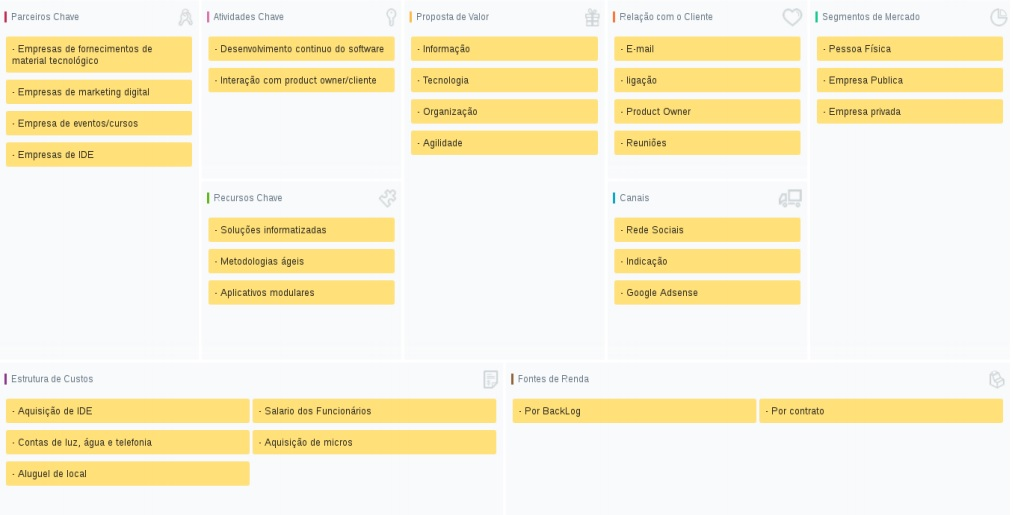 Parceiros Chave
- Empresas de fornecimentos de
material tecnológico
- Empresas de marketing digital
- Empresa de eventos/cursos
- Empresas de IDE
Atividades Chave
- Desenvolvimento continuo do software
- Interação com product owner/cliente
Recursos Chave
- Soluções informatizadas
- Metodologias ágeis
- Aplicativos modulares
Proposta de Valor
- Informação
- Tecnologia
- Organização
- Agilidade
Relação com o Cliente
- E-mail
- ligação
- Product Owner
- Reuniões
Canais
- Rede Sociais
- Indicação
- Google Adsense
Segmentos de Mercado
- Pessoa Física
- Empresa Publica
- Empresa privada
Estrutura de Custos
- Aquisição de IDE
- Salario dos Funcionários
- Contas de luz, água e telefonia
- Aquisição de micros
- Aluguel de local
Fontes de Renda
- Por BackLog
- Por contrato